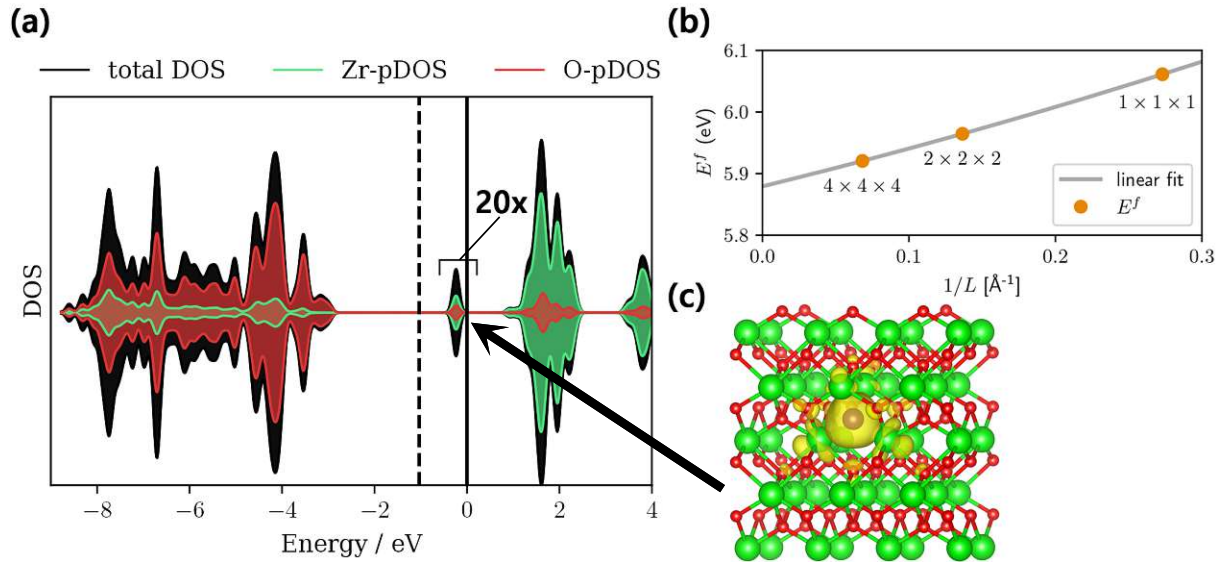 (a)
total DOS
Zr-pDOS
O-pDOS
DOS
20x
−8
−6
−4
−2
0
2
4
Energy / eV
(b)
6.1
6.0
5.9
5.8
E^f (eV)
1 × 1 × 1
2 × 2 × 2
4 × 4 × 4
linear fit
E^f
0.0
0.1
0.2
0.3
1/L [Å⁻¹]
(c)